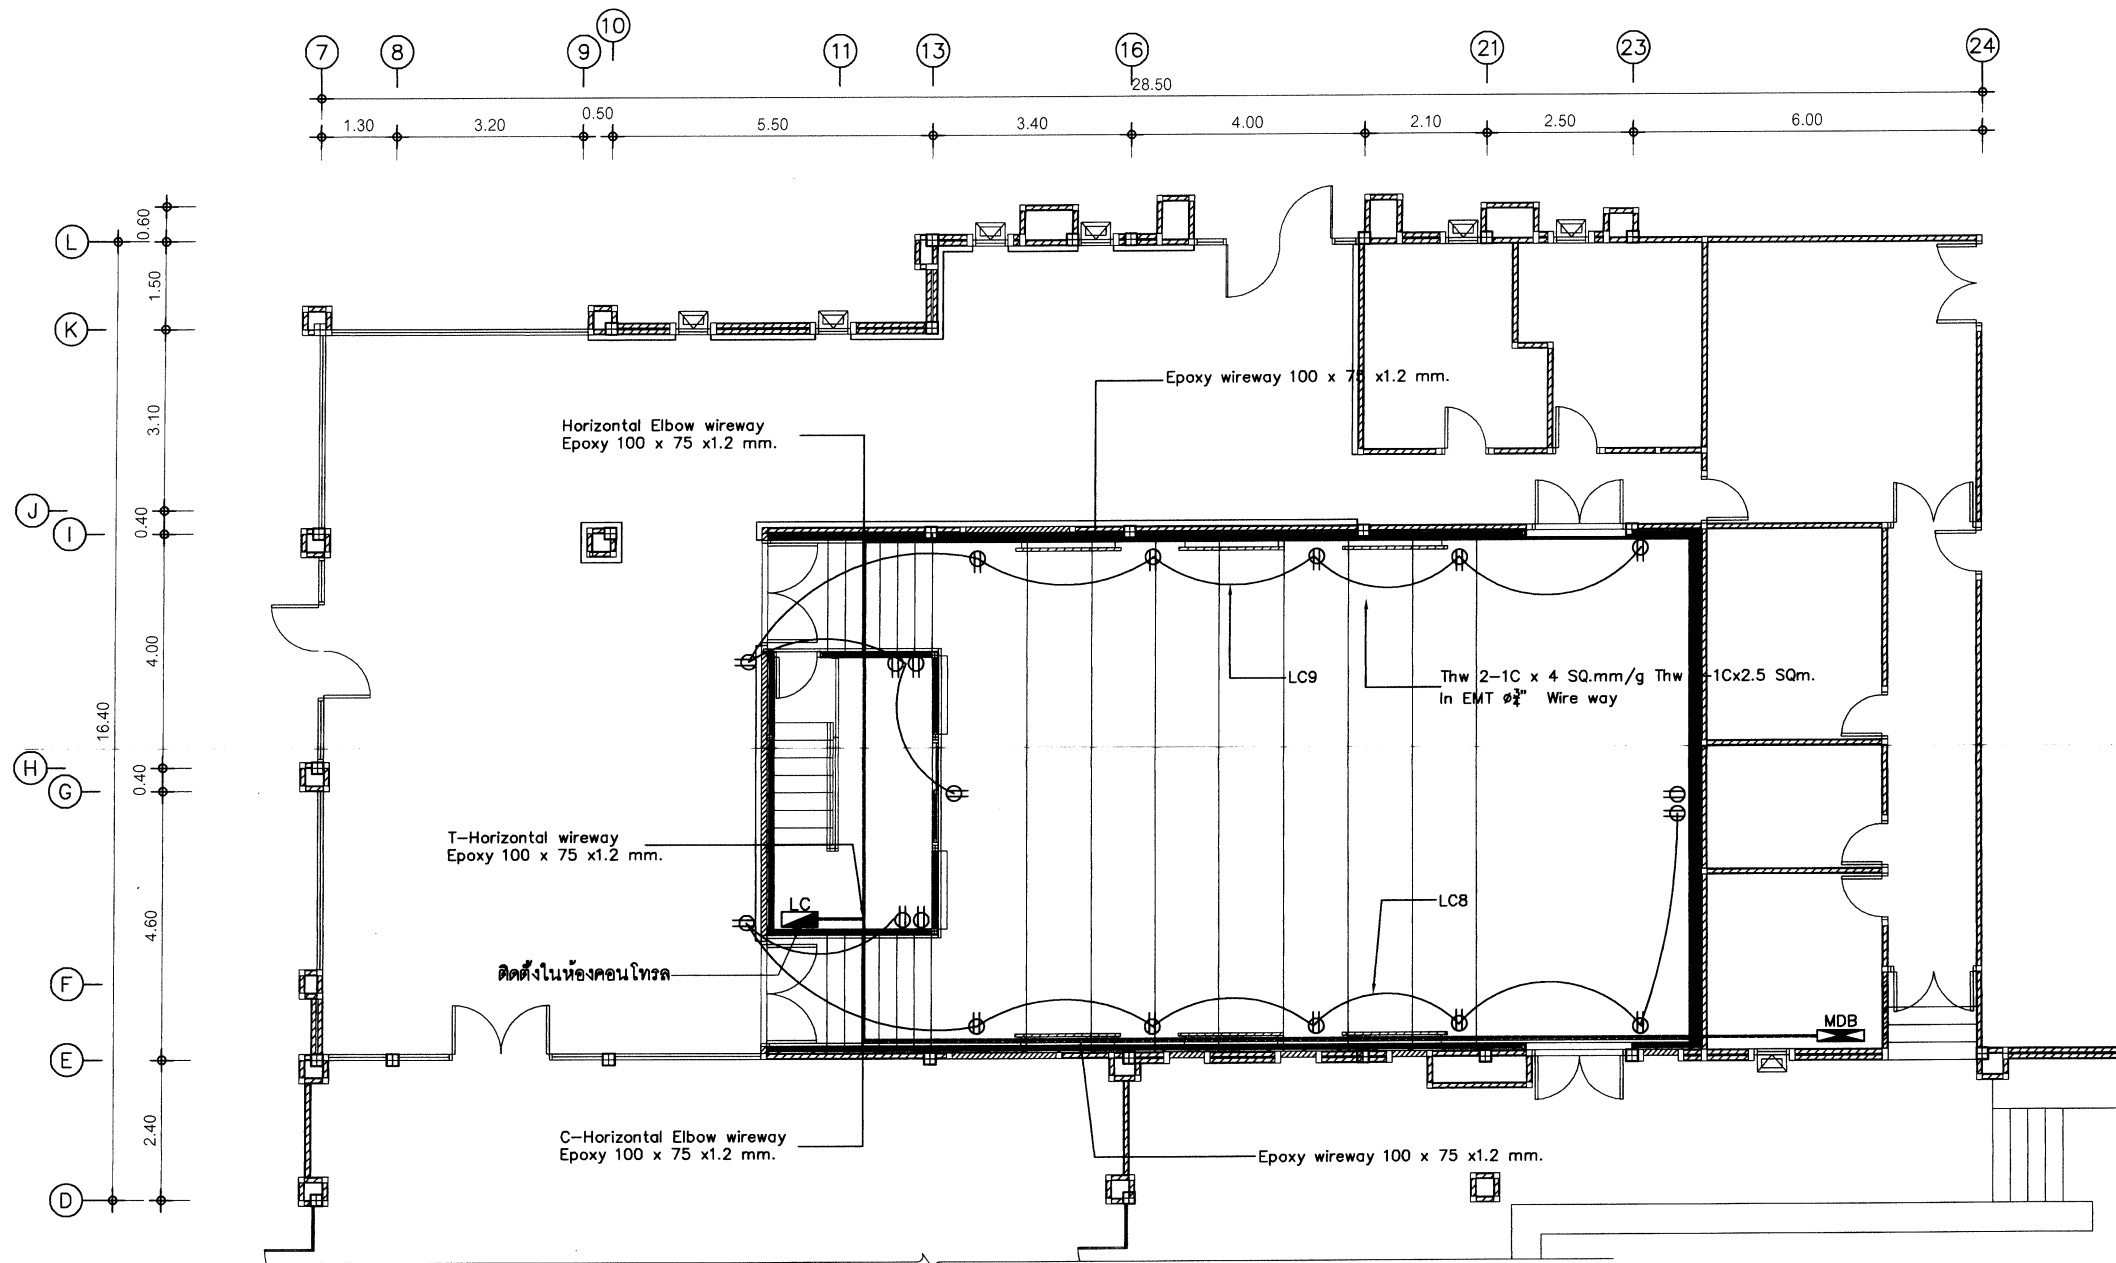 10
7
8
9
11
13
16
21
23
24
28.50
1.30
3.20
0.50
5.50
3.40
4.00
2.10
2.50
6.00
L
0.60
1.50
K
Epoxy wireway 100 x 75 x1.2 mm.
3.10
Horizontal Elbow wireway
Epoxy 100 x 75 x1.2 mm.
J
0.40
I
4.00
LC9
Thw 2-1C x 4 SQ.mm/g Thw -1Cx2.5 SQm.
In EMT ø3/4" Wire way
16.40
H
0.40
G
T-Horizontal wireway
Epoxy 100 x 75 x1.2 mm.
LC
LC8
4.60
ติดตั้งในห้องคอนโทรล
F
MDB
E
2.40
C-Horizontal Elbow wireway
Epoxy 100 x 75 x1.2 mm.
Epoxy wireway 100 x 75 x1.2 mm.
D